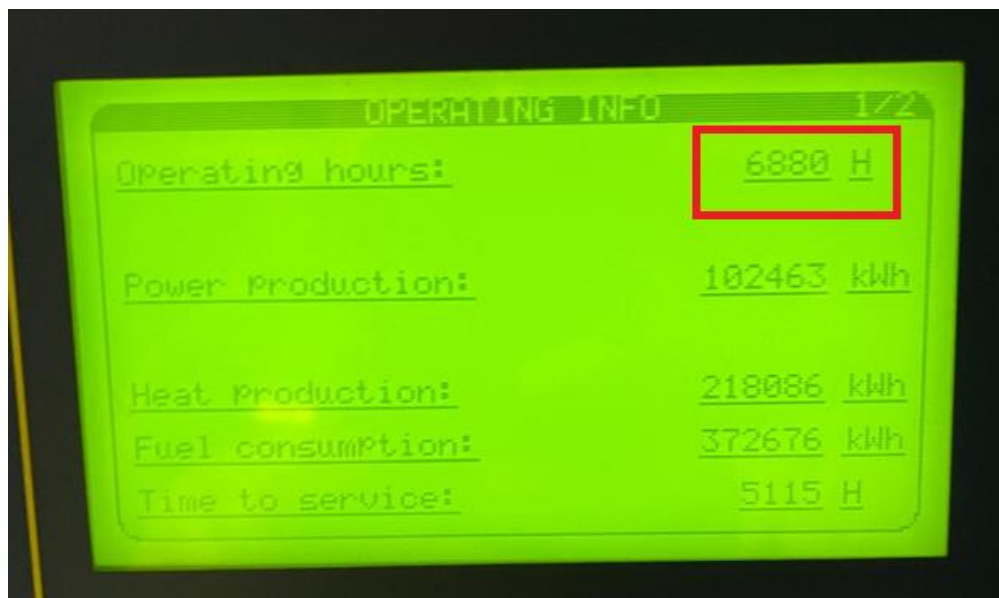 OPERATING INFO 1/2
Operating hours: 6880 H
Power production: 102463 kWh
Heat production: 218086 kWh
Fuel consumption: 372676 kWh
Time to service: 5115 H